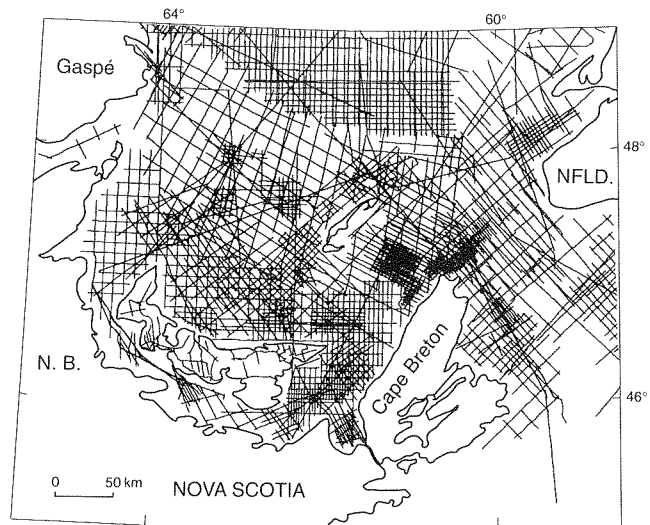 64° 60°
Gaspé
48°
NFLD.
N. B.
Cape Breton
46°
0 50 km
NOVA SCOTIA